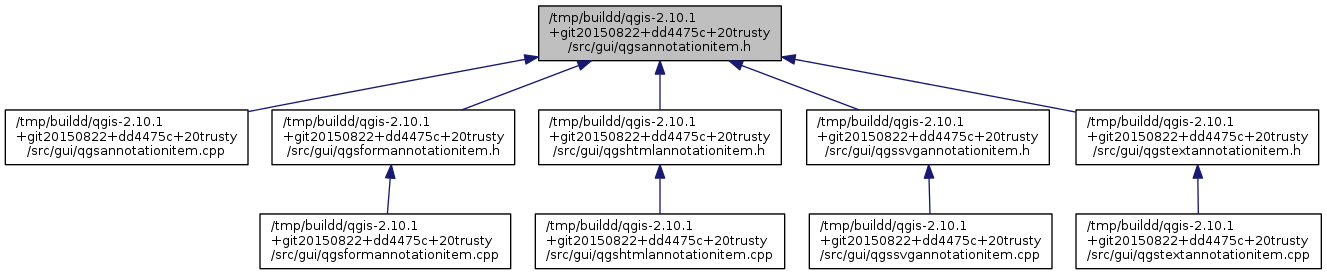 /tmp/buildd/qgis-2.10.1
+git20150822+dd4475c+20trusty
/src/gui/qgsannotationitem.h
/tmp/buildd/qgis-2.10.1
+git20150822+dd4475c+20trusty
/src/gui/qgsannotationitem.cpp
/tmp/buildd/qgis-2.10.1
+git20150822+dd4475c+20trusty
/src/gui/qgsformannotationitem.h
/tmp/buildd/qgis-2.10.1
+git20150822+dd4475c+20trusty
/src/gui/qgshtmlannotationitem.h
/tmp/buildd/qgis-2.10.1
+git20150822+dd4475c+20trusty
/src/gui/qgssvgannotationitem.h
/tmp/buildd/qgis-2.10.1
+git20150822+dd4475c+20trusty
/src/gui/qgstextannotationitem.h
/tmp/buildd/qgis-2.10.1
+git20150822+dd4475c+20trusty
/src/gui/qgsformannotationitem.cpp
/tmp/buildd/qgis-2.10.1
+git20150822+dd4475c+20trusty
/src/gui/qgshtmlannotationitem.cpp
/tmp/buildd/qgis-2.10.1
+git20150822+dd4475c+20trusty
/src/gui/qgssvgannotationitem.cpp
/tmp/buildd/qgis-2.10.1
+git20150822+dd4475c+20trusty
/src/gui/qgstextannotationitem.cpp